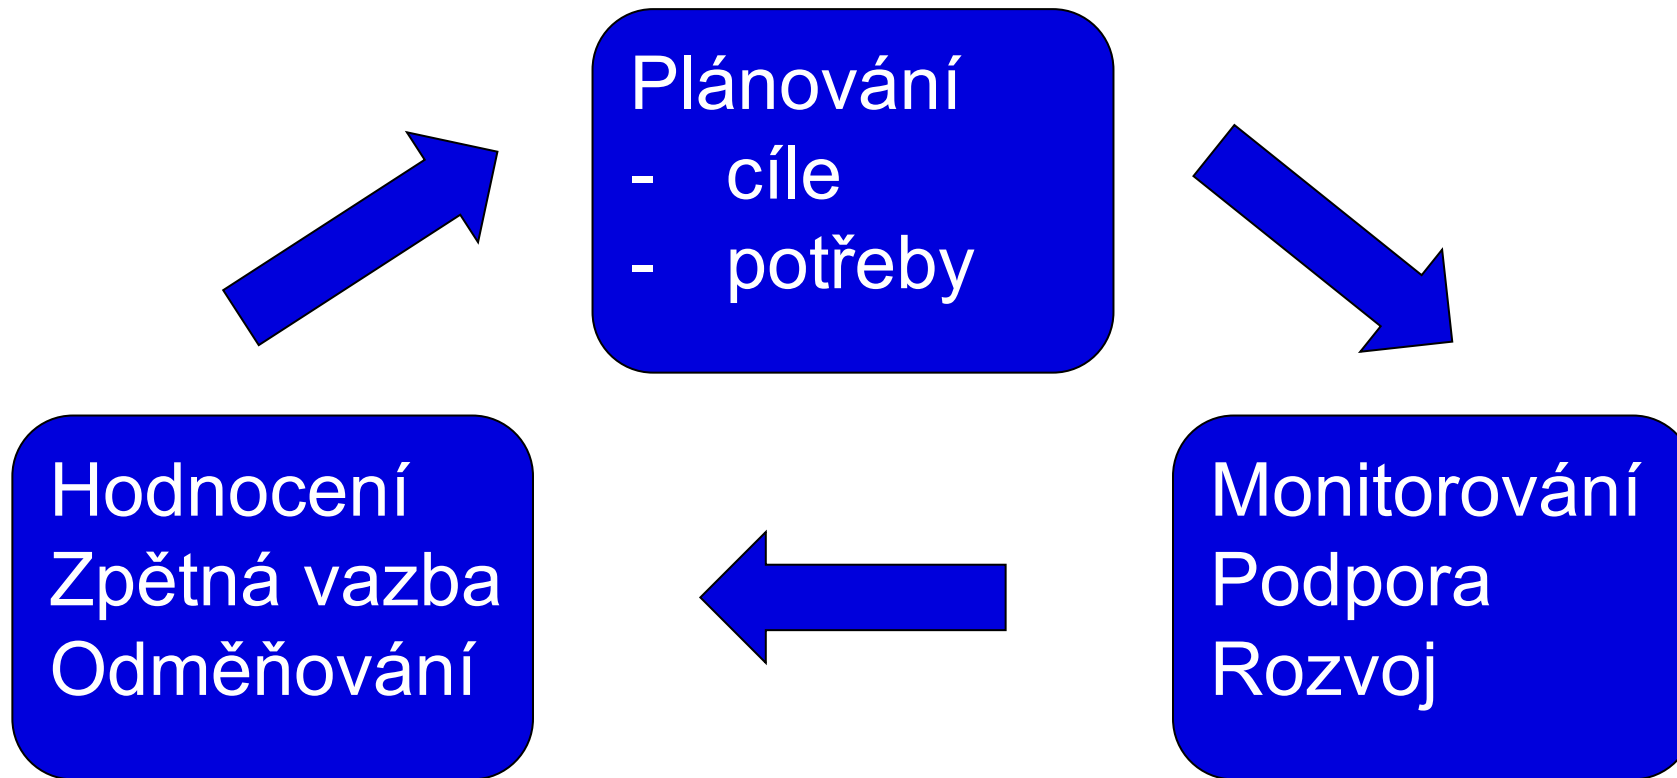 Plánování
- cíle
- potřeby
Hodnocení
Zpětná vazba
Odměňování
Monitorování
Podpora
Rozvoj